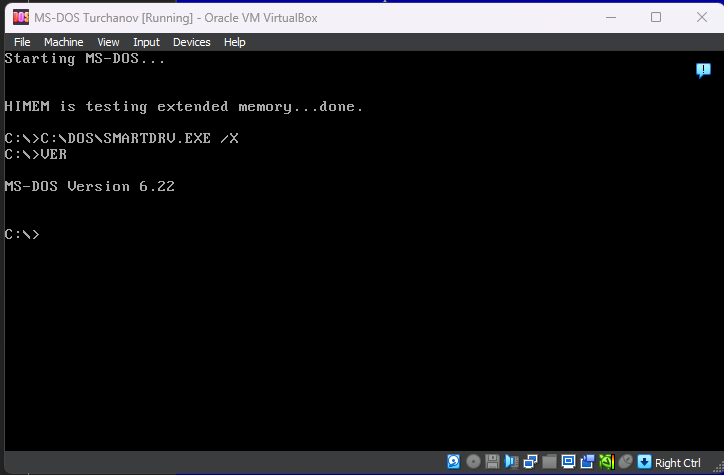 DOS
MS-DOS Turchanov [Running] - Oracle VM VirtualBox
File Machine View Input Devices Help
Starting MS-DOS...
HIMEM is testing extended memory...done.
C:\>C:\DOS\SMARTDRV.EXE /X
C:\>VER
MS-DOS Version 6.22
C:\>
Right Ctrl